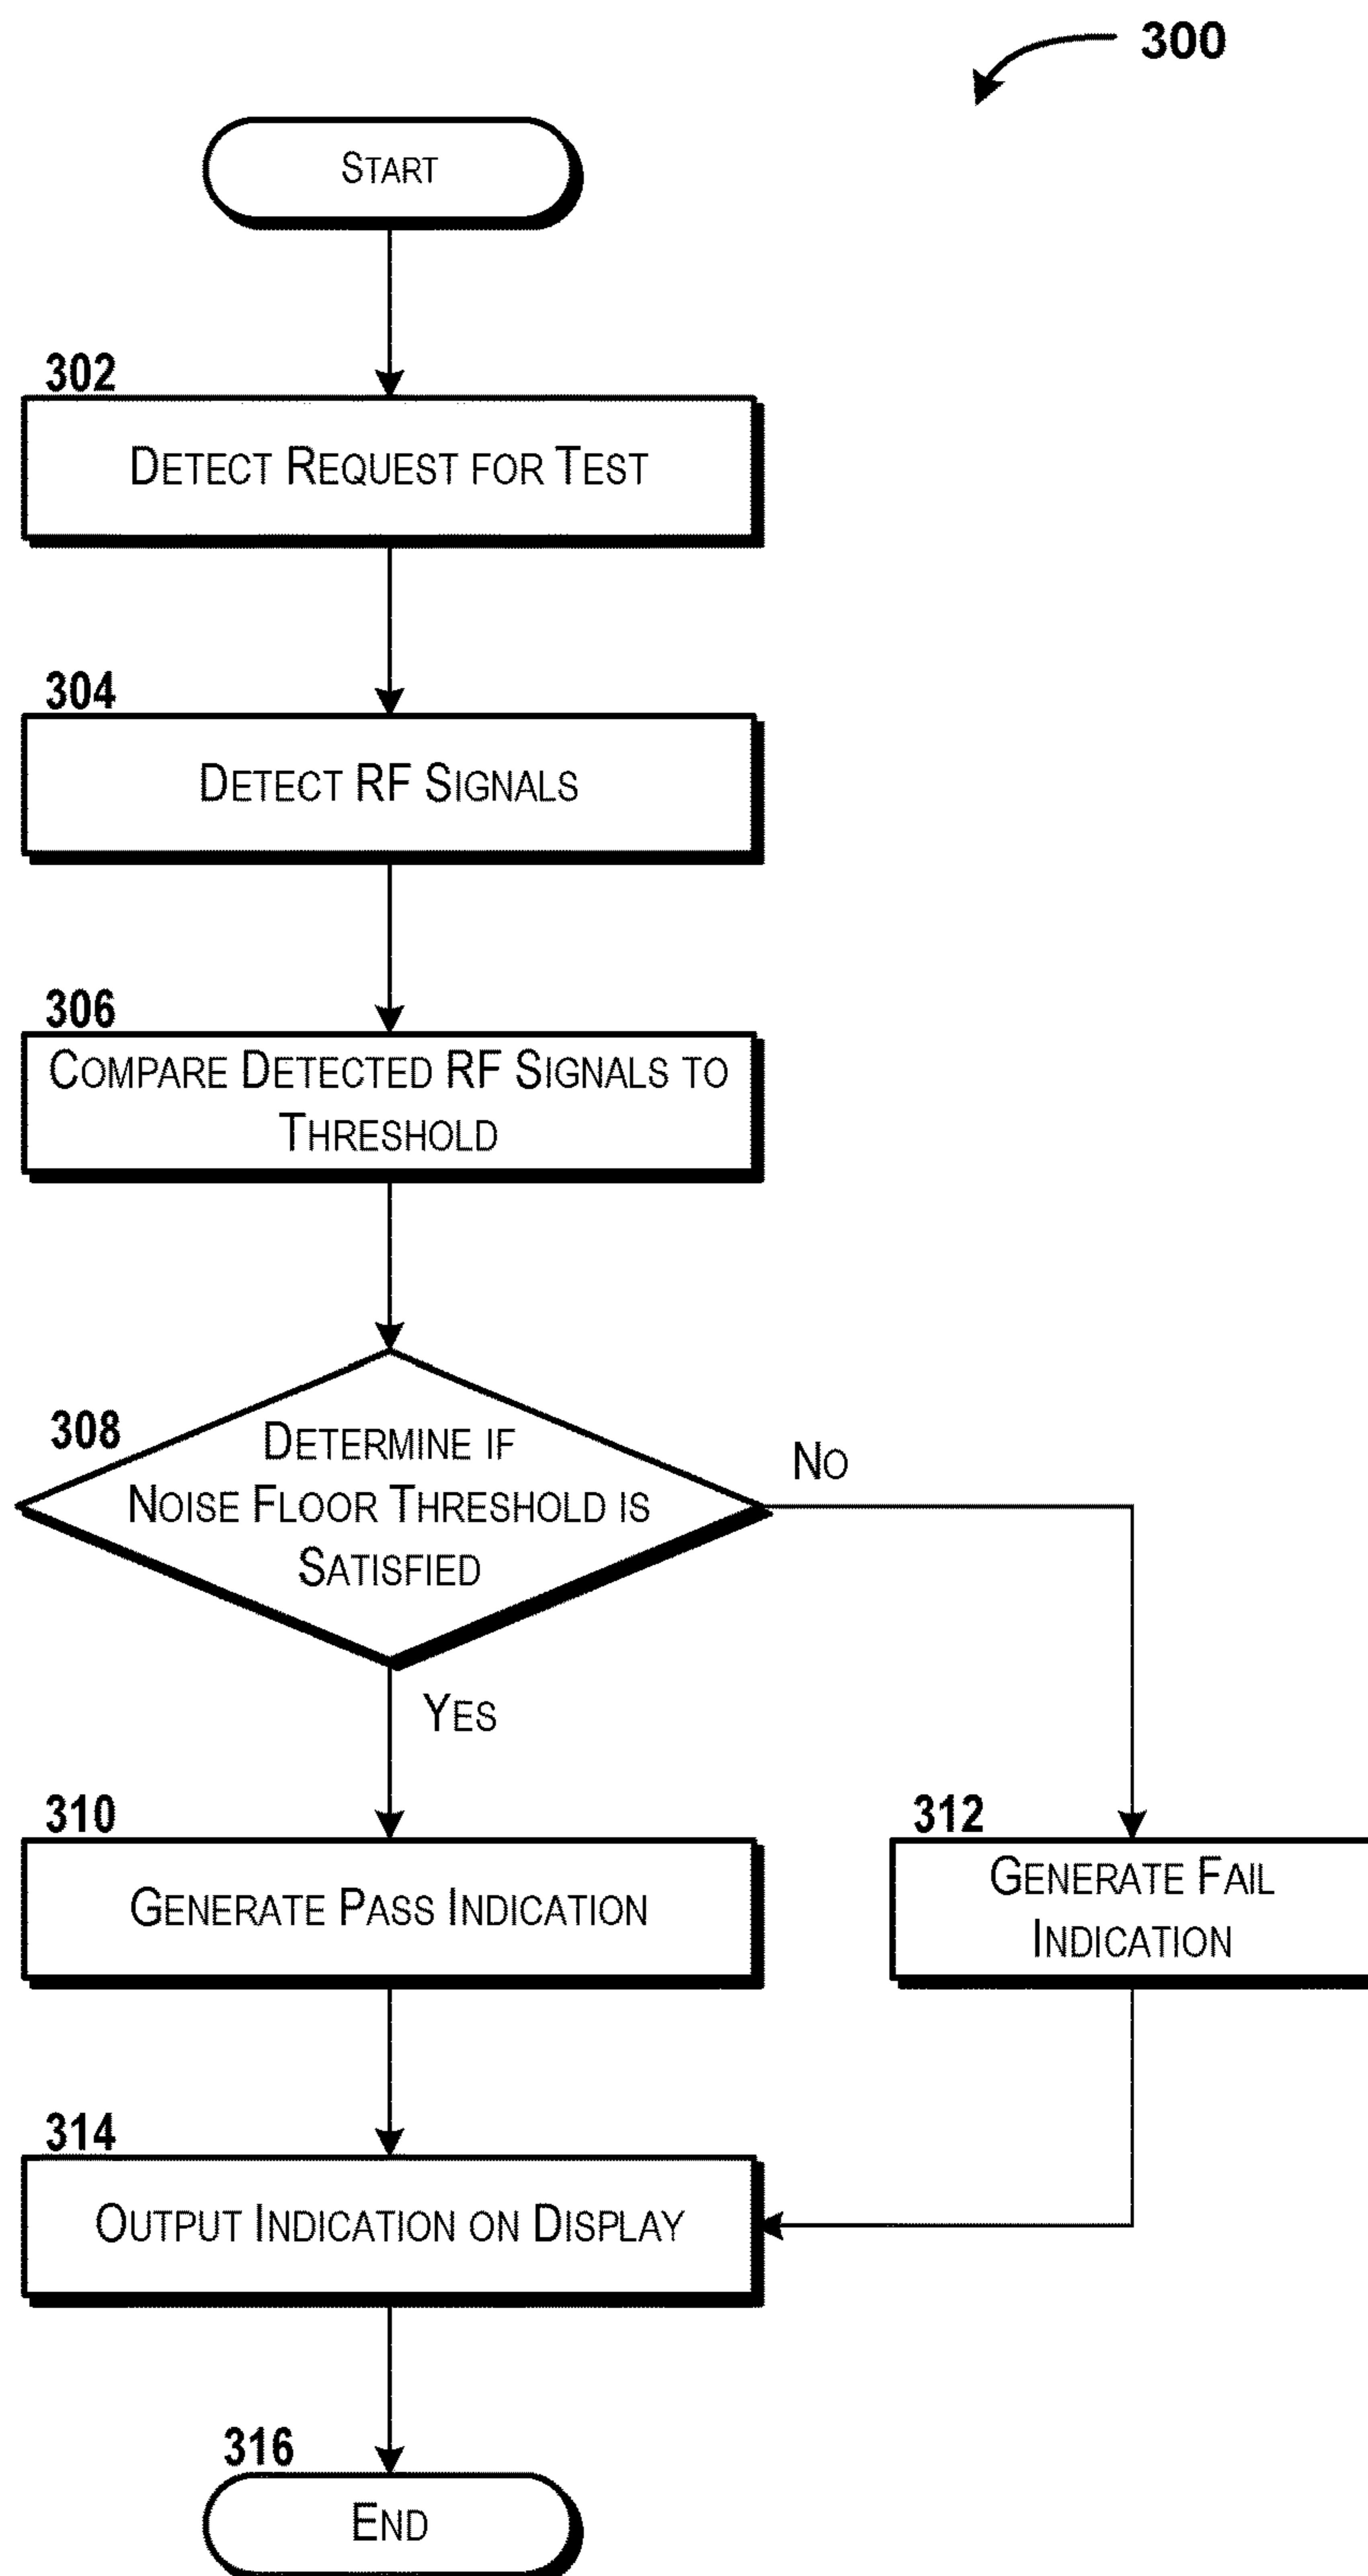 300
START
302
DETECT REQUEST FOR TEST
304
DETECT RF SIGNALS
306
COMPARE DETECTED RF SIGNALS TO
THRESHOLD
308
DETERMINE IF
NOISE FLOOR THRESHOLD IS
SATISFIED
NO
YES
310
GENERATE PASS INDICATION
312
GENERATE FAIL
INDICATION
314
OUTPUT INDICATION ON DISPLAY
316
END